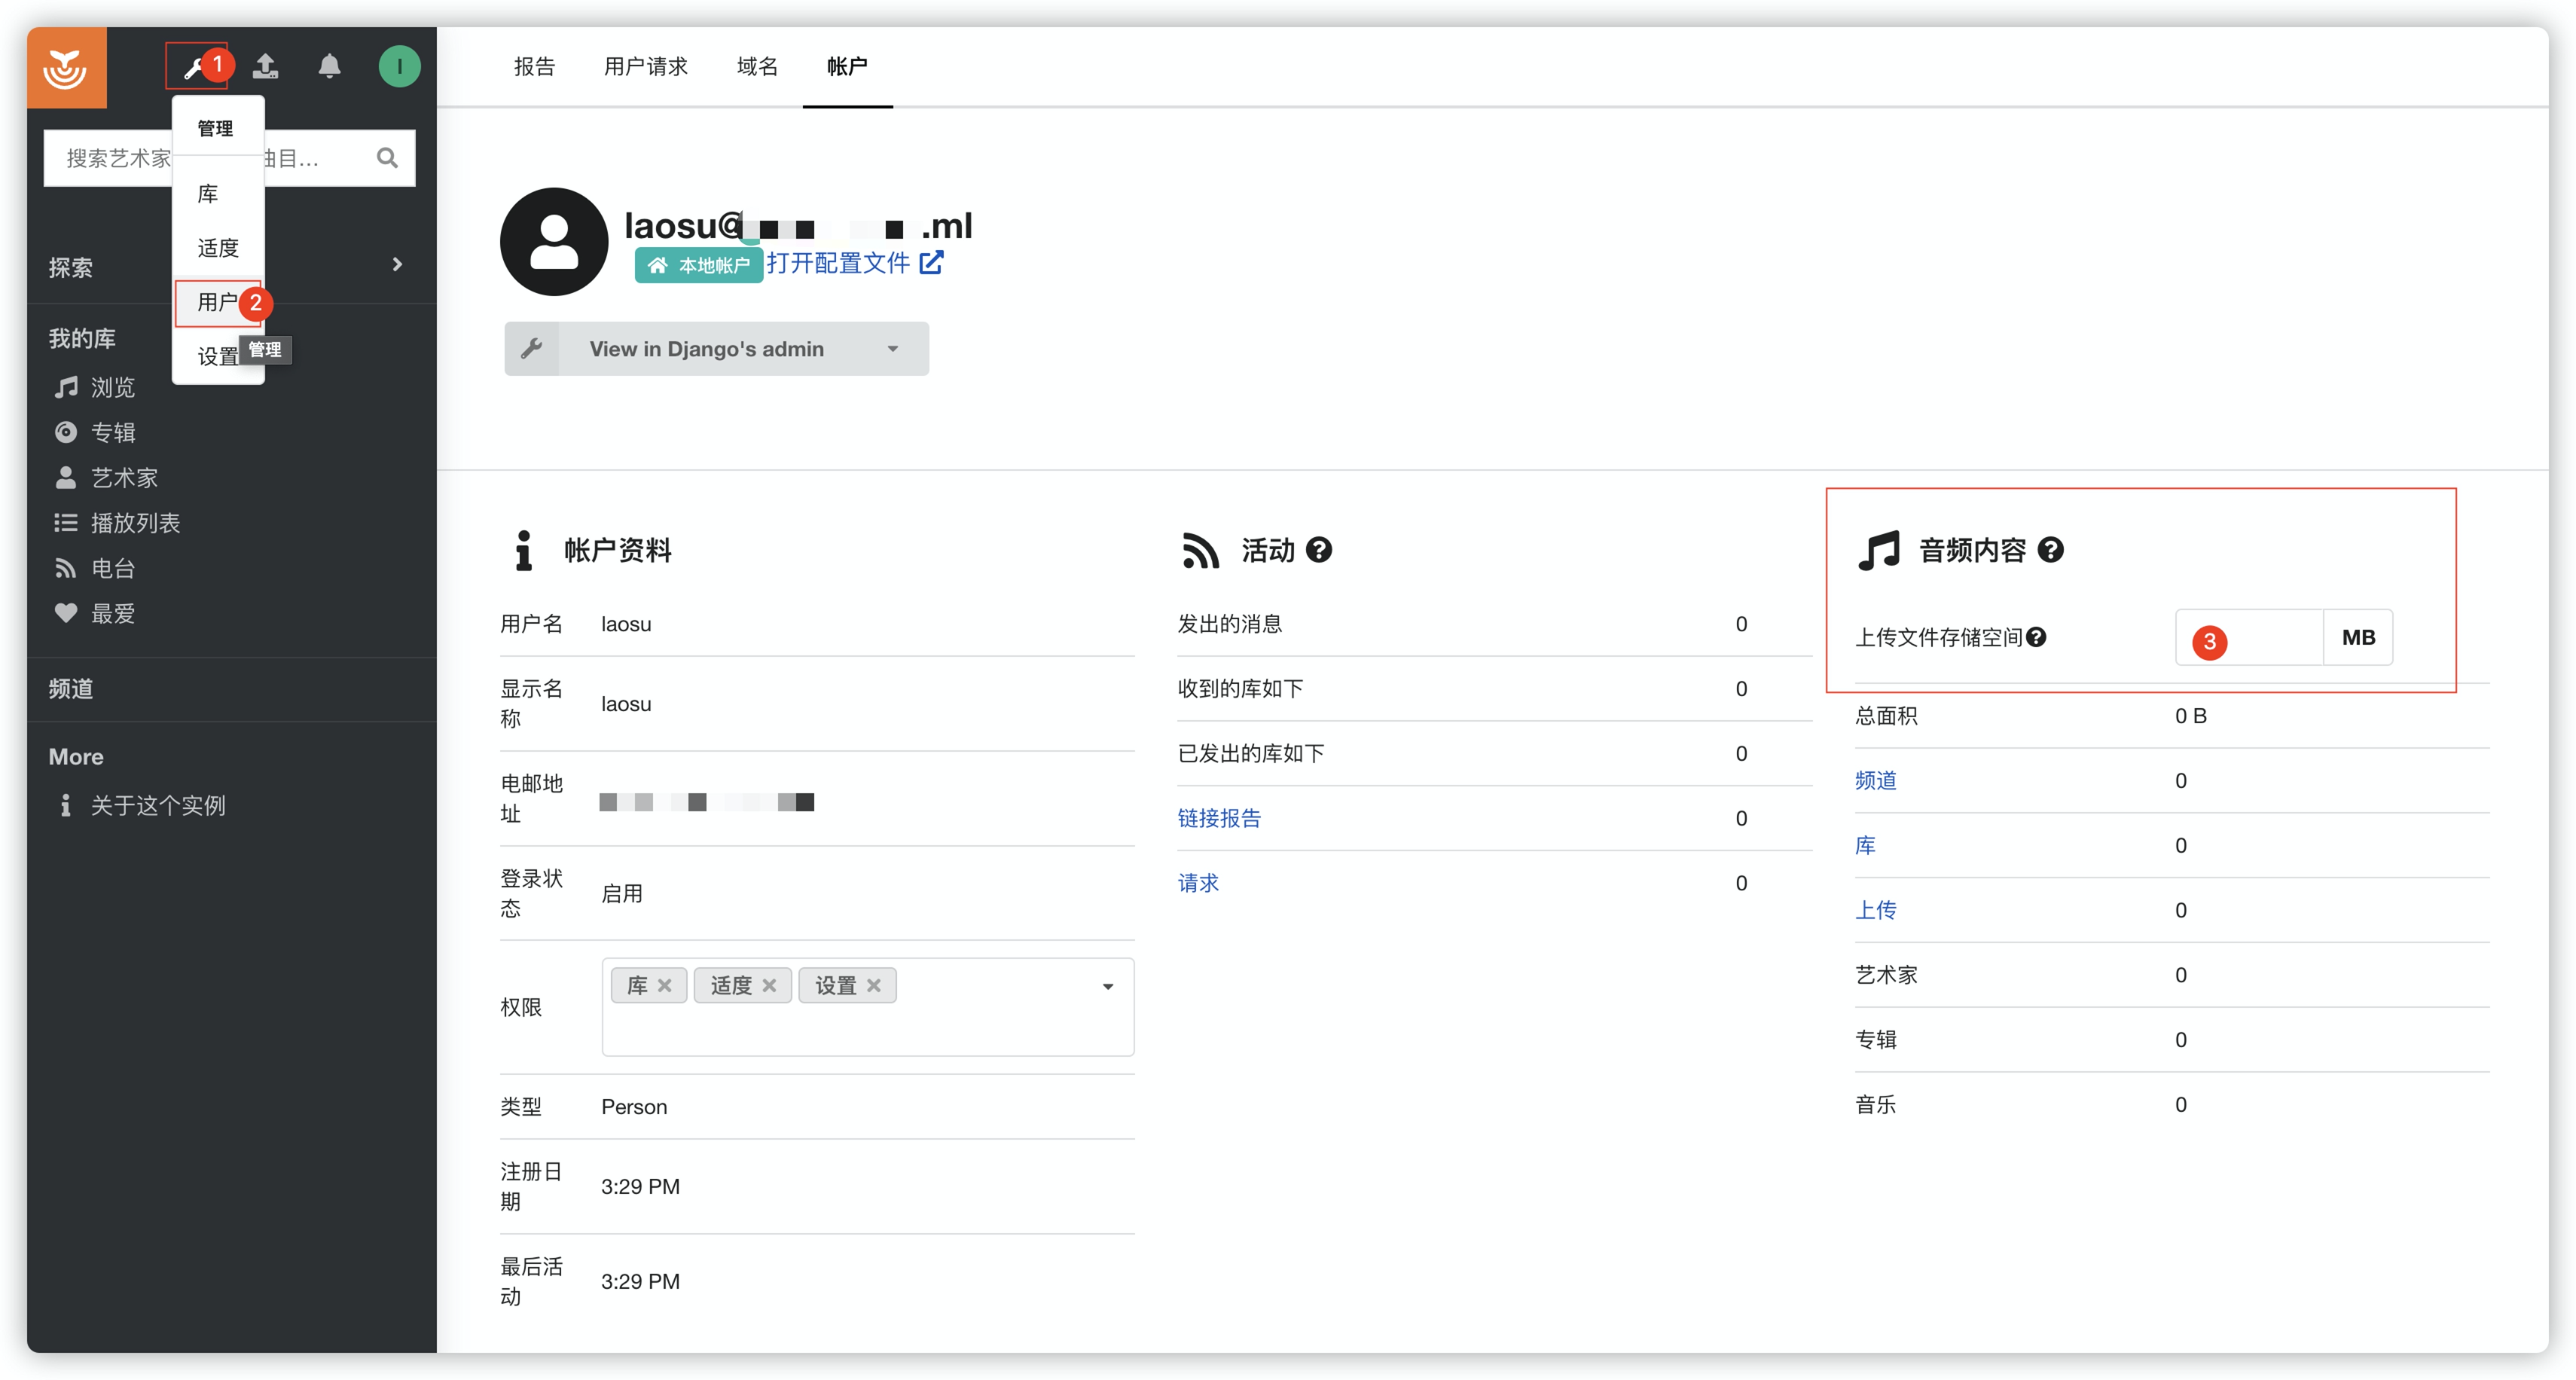 1
I
报告 用户请求 域名 帐户
管理
搜索艺术家 曲目...
库
适度
探索
用户 2
我的库
设置 管理
浏览
专辑
艺术家
播放列表
电台
最爱
频道
More
关于这个实例
laosu@ .ml
本地帐户 打开配置文件
View in Django's admin
帐户资料
用户名 laosu
显示名
称
laosu
电邮地
址
登录状
态
启用
权限
库 适度 设置
类型 Person
注册日
期
3:29 PM
最后活
动
3:29 PM
活动
发出的消息 0
收到的库如下 0
已发出的库如下 0
链接报告 0
请求 0
音频内容
上传文件存储空间 3 MB
总面积 0 B
频道 0
库 0
上传 0
艺术家 0
专辑 0
音乐 0